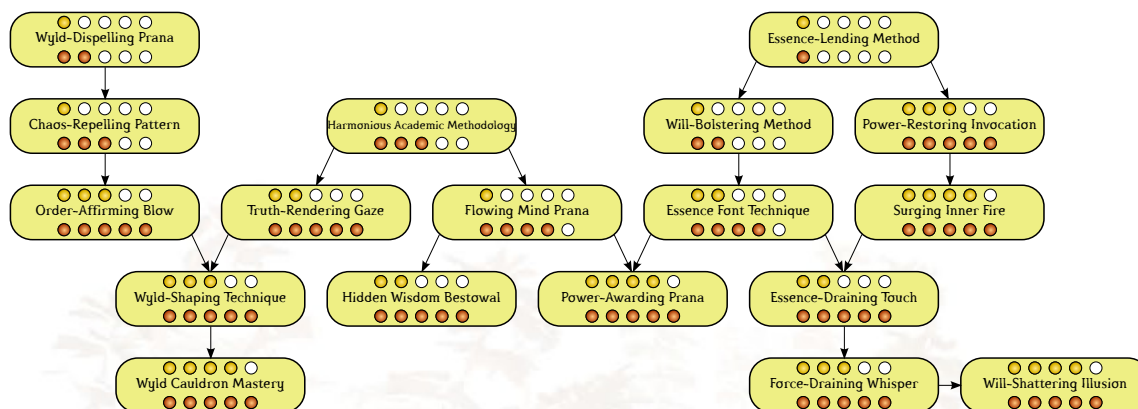 Wyld-Dispelling Prana
Essence-Lending Method
Chaos-Repelling Pattern
Harmonious Academic Methodology
Will-Bolstering Method
Power-Restoring Invocation
Order-Affirming Blow
Truth-Rendering Gaze
Flowing Mind Prana
Essence Font Technique
Surging Inner Fire
Wyld-Shaping Technique
Hidden Wisdom Bestowal
Power-Awarding Prana
Essence-Draining Touch
Wyld Cauldron Mastery
Force-Draining Whisper
Will-Shattering Illusion